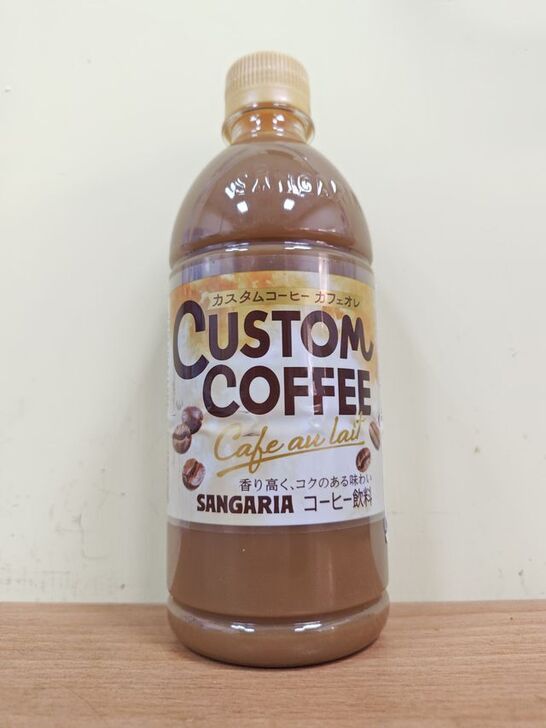 SANGARIA
カスタムコーヒー カフェオレ
CUSTOM
COFFEE
Cafe au lait
香り高く、コクのある味わい
SANGARIA コーヒー飲料